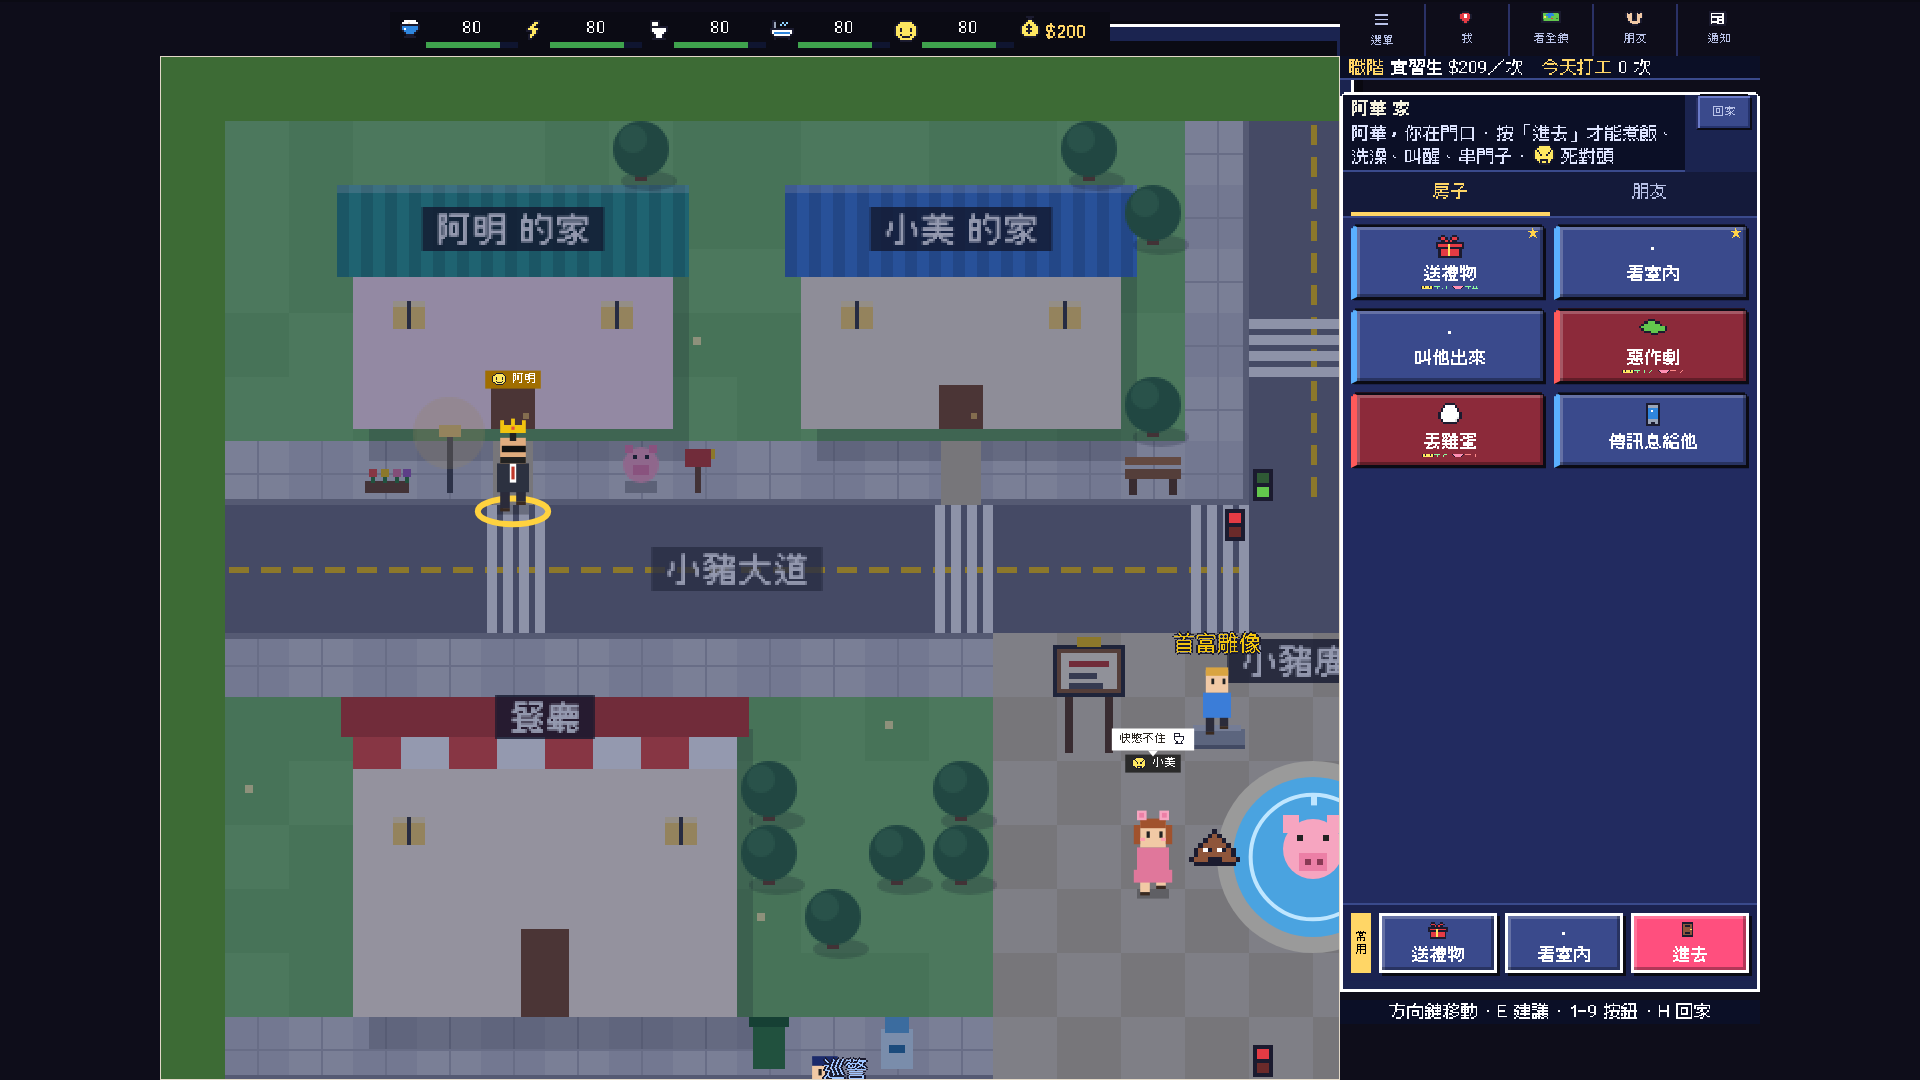 80 80 80 80 80 $200
選單 我 看全鎮 朋友 通知
職階 實習生 $209／次 今天打工 0 次
阿華 家
回家
阿華，你在門口．按「進去」才能煮飯、
洗澡、叫醒、串門子． 死對頭
房子 朋友
送禮物 看室內
叫他出來 惡作劇
丟雞蛋 傳訊息給他
常用
送禮物 看室內 進去
方向鍵移動．E 建議．1-9 按鈕．H 回家
阿明 的家
小美 的家
阿明
小豬大道
首富雕像
餐廳
快憋不住
小美
巡警